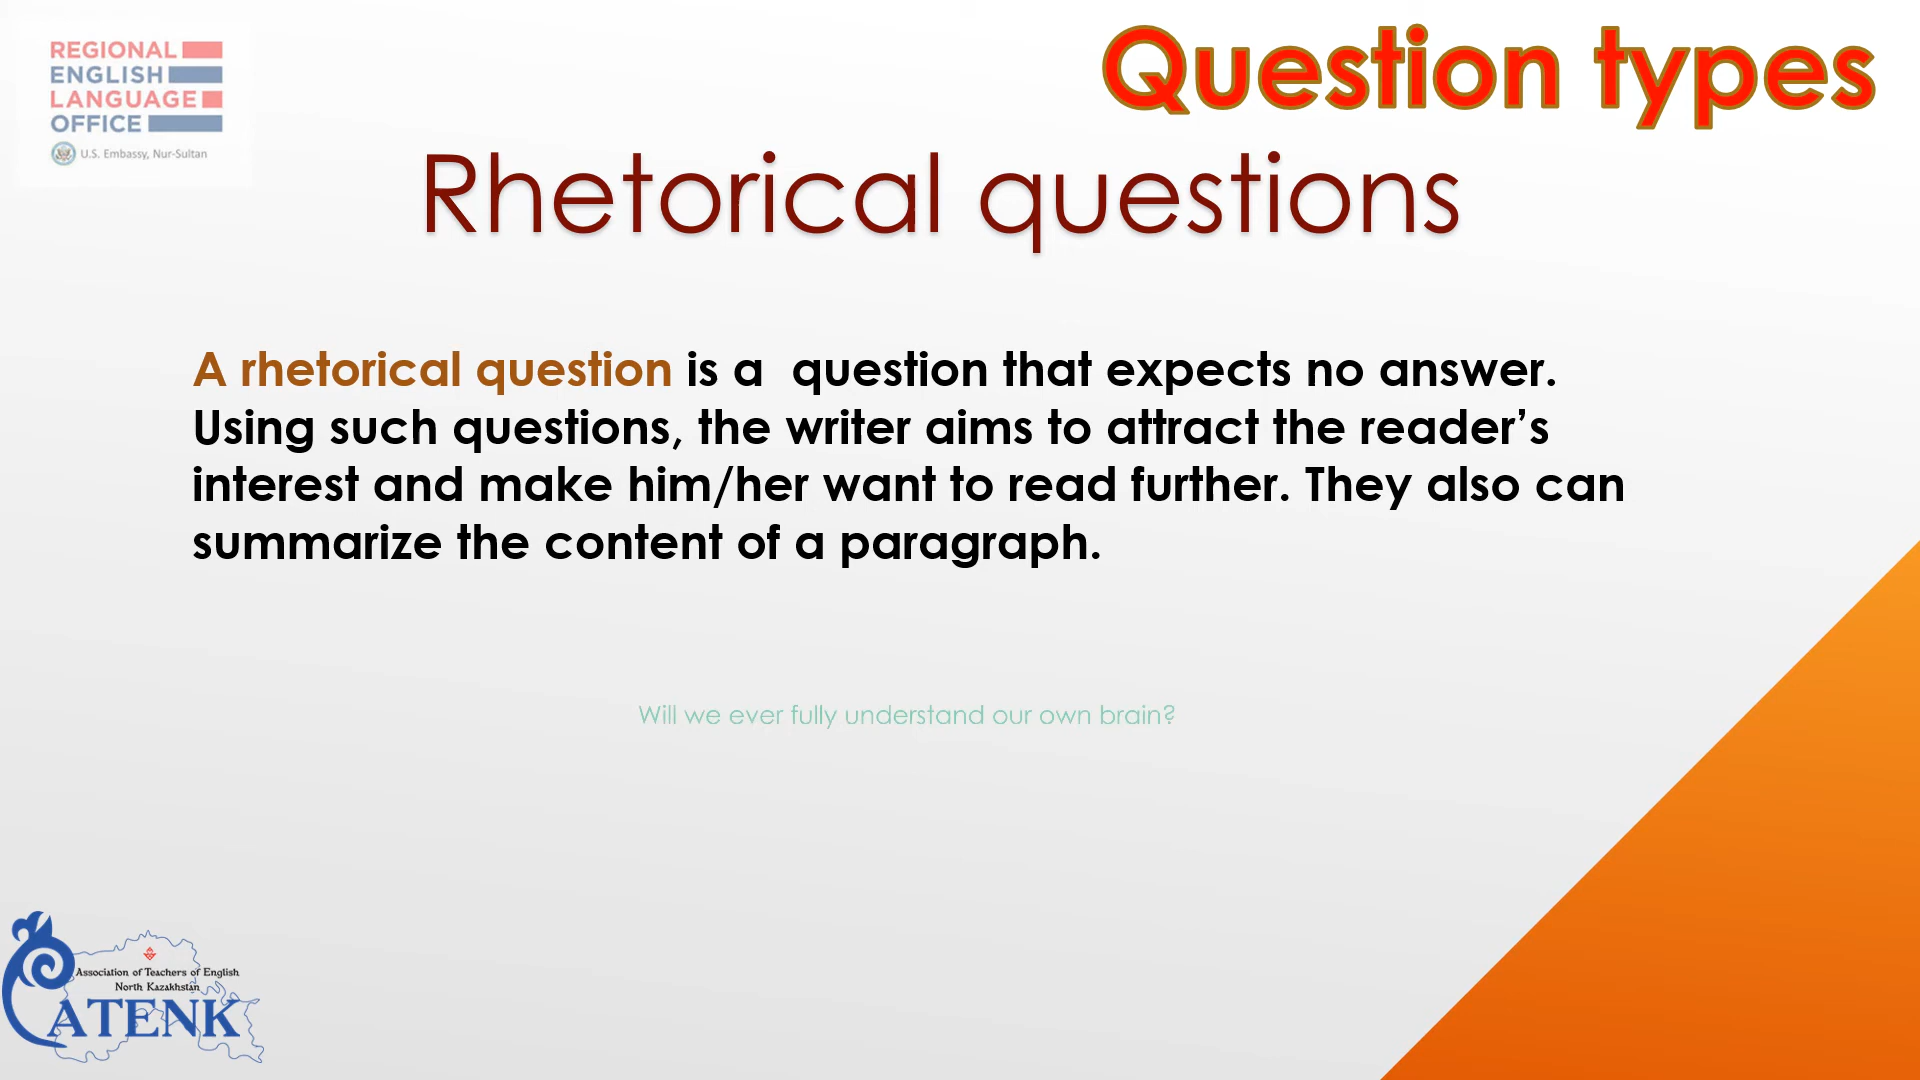 REGIONAL
ENGLISH
LANGUAGE
OFFICE
U.S. Embassy, Nur-Sultan
Question types
Rhetorical questions
A rhetorical question is a  question that expects no answer.
Using such questions, the writer aims to attract the reader’s
interest and make him/her want to read further. They also can
summarize the content of a paragraph.
Will we ever fully understand our own brain?
Association of Teachers of English
North Kazakhstan
ATENK